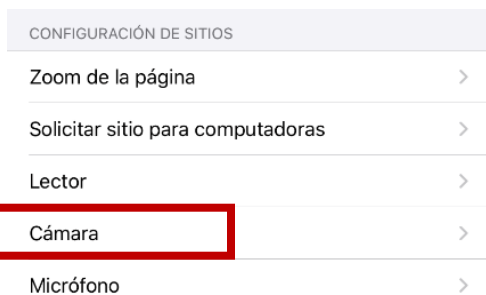 CONFIGURACIÓN DE SITIOS
Zoom de la página
Solicitar sitio para computadoras
Lector
Cámara
Micrófono